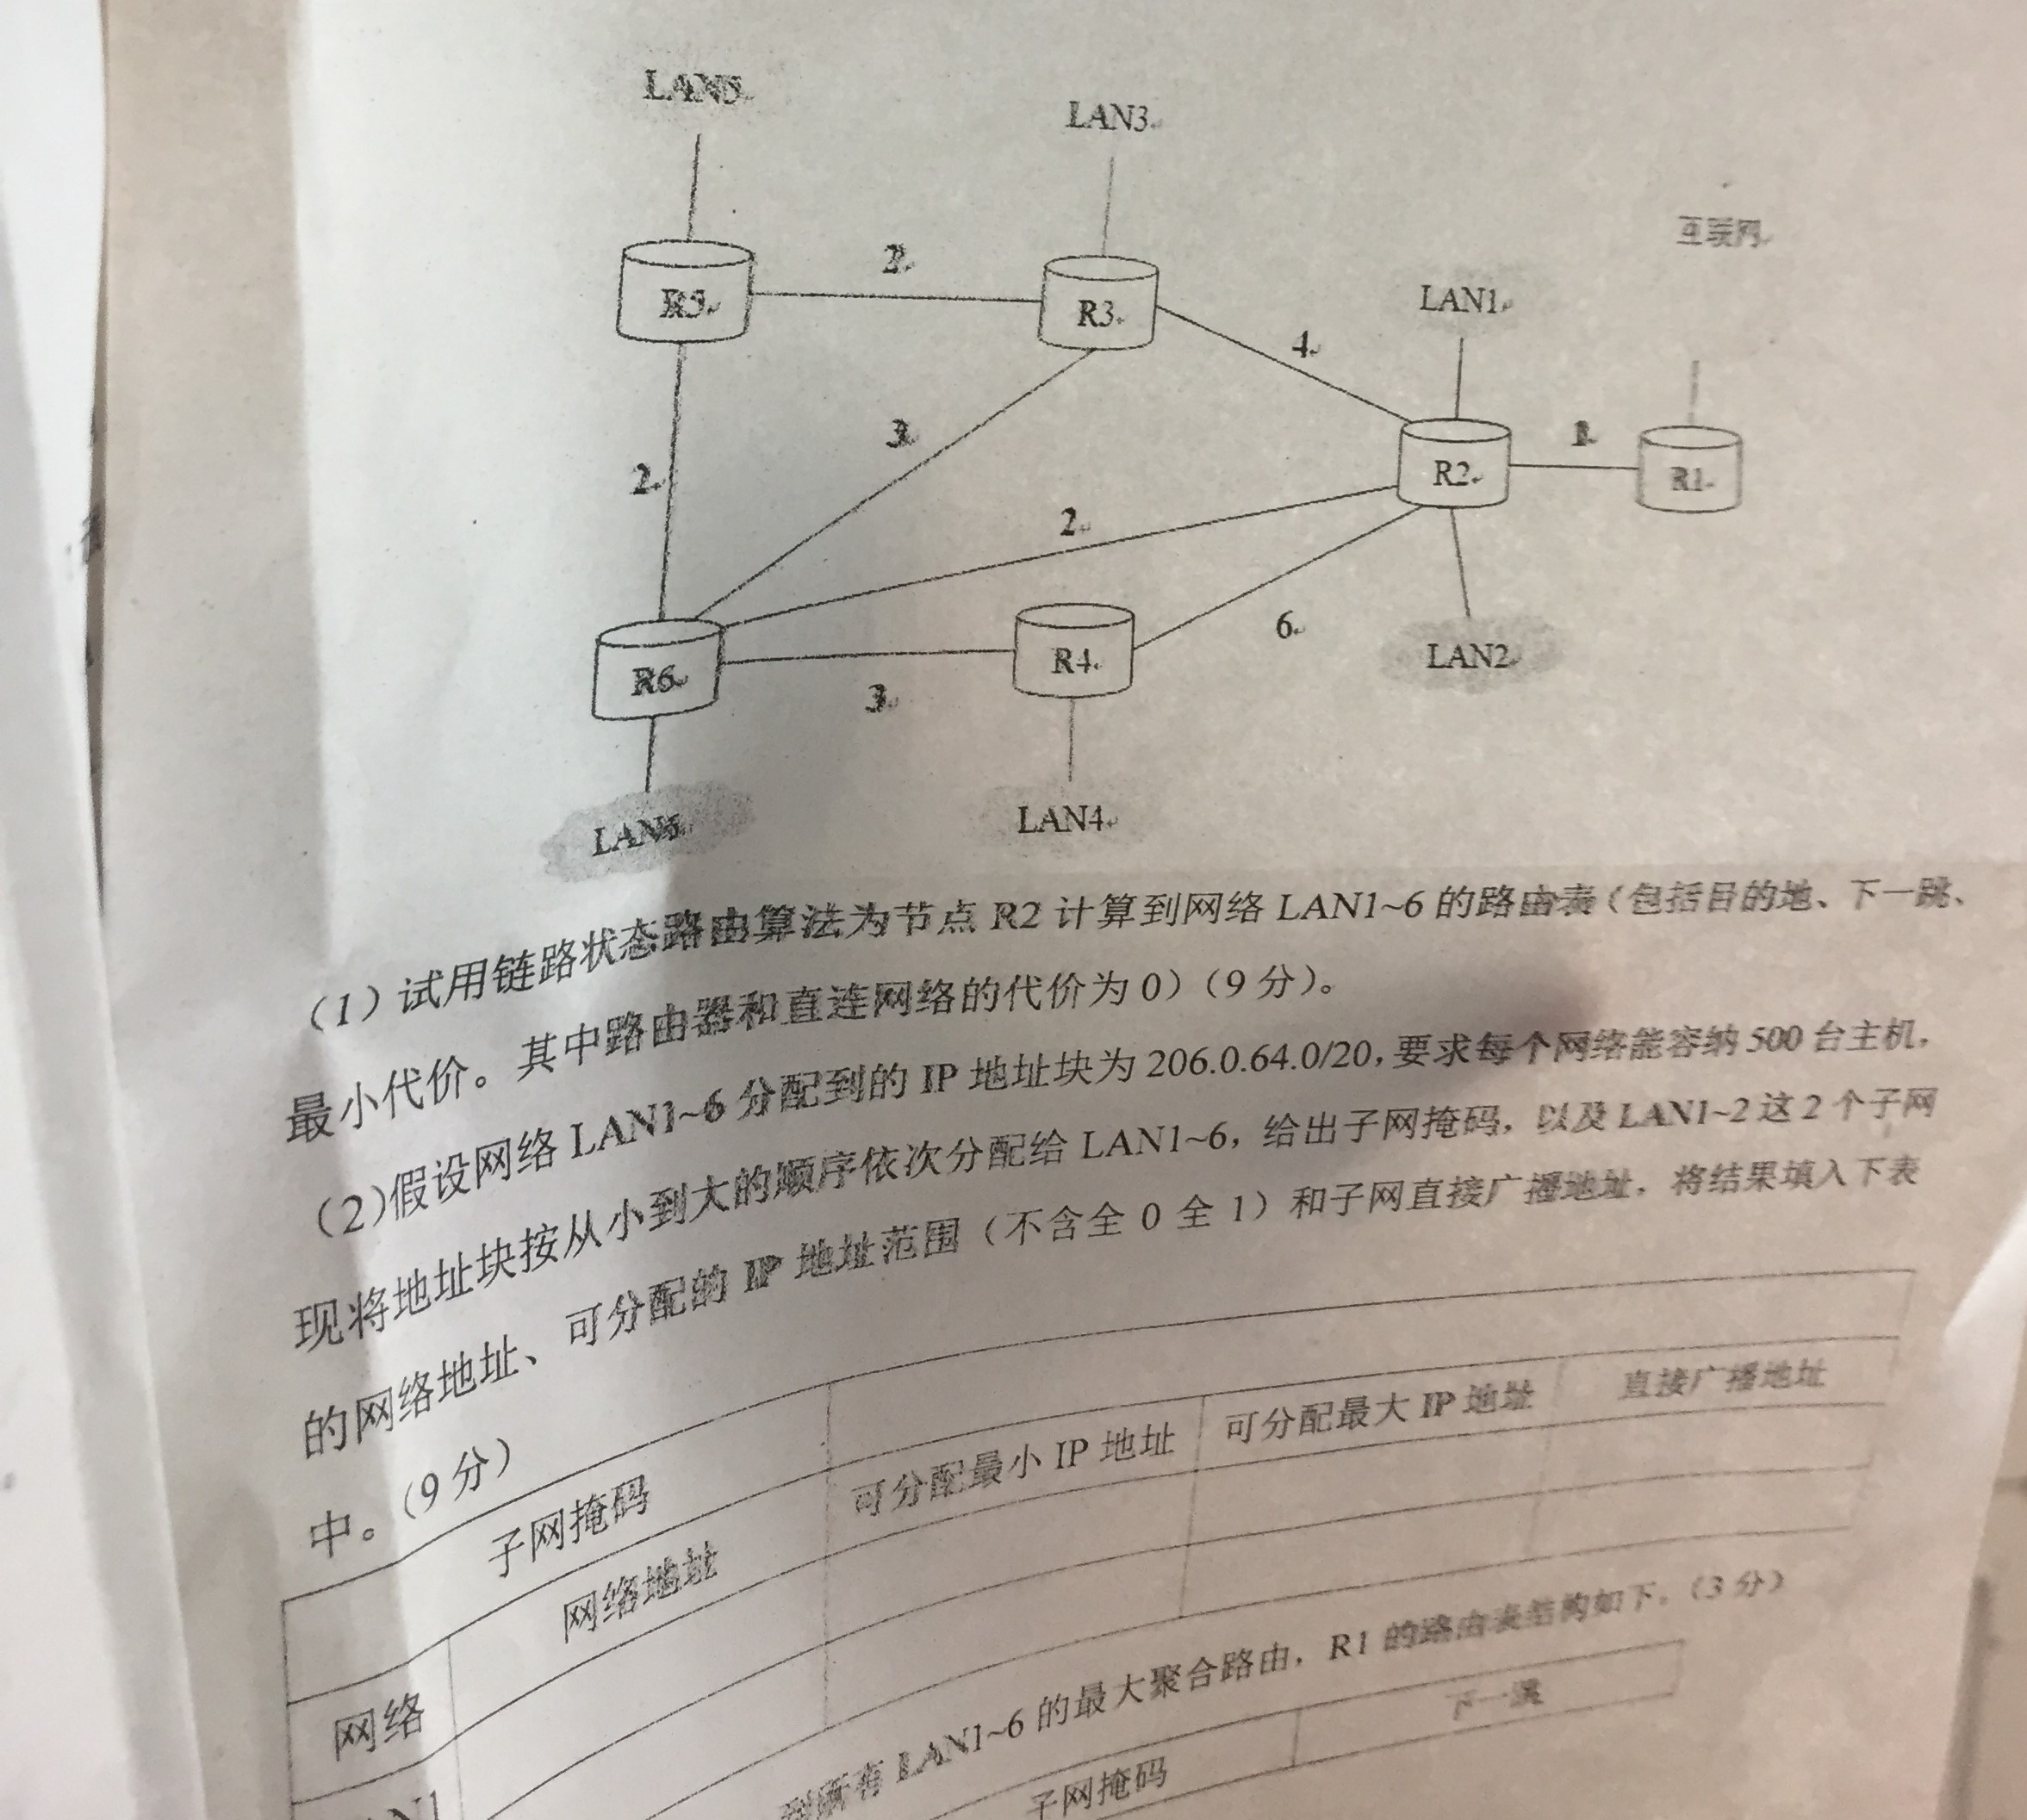 LAN5
LAN3
互联网
LAN1
R5
2
R3
4
R2
1
R1
3
2
2
R6
3
R4
6
LAN2
LAN6
LAN4
（1）试用链路状态路由算法为节点 R2 计算到网络 LAN1~6 的路由表（包括目的地、下一跳、
最小代价。其中路由器和直连网络的代价为 0）（9 分）。
（2）假设网络 LAN1~6 分配到的 IP 地址块为 206.0.64.0/20，要求每个网络能容纳 500 台主机，
现将地址块按从小到大的顺序依次分配给 LAN1~6，给出子网掩码，以及 LAN1~2 这 2 个子网
的网络地址、可分配的 IP 地址范围（不含全 0 全 1）和子网直接广播地址，将结果填入下表
中。（9 分）
子网掩码
网络 网络地址 可分配最小 IP 地址 可分配最大 IP 地址 直接广播地址
到所有 LAN1~6 的最大聚合路由，R1 的路由表结构如下。（3 分）
子网掩码 下一跳